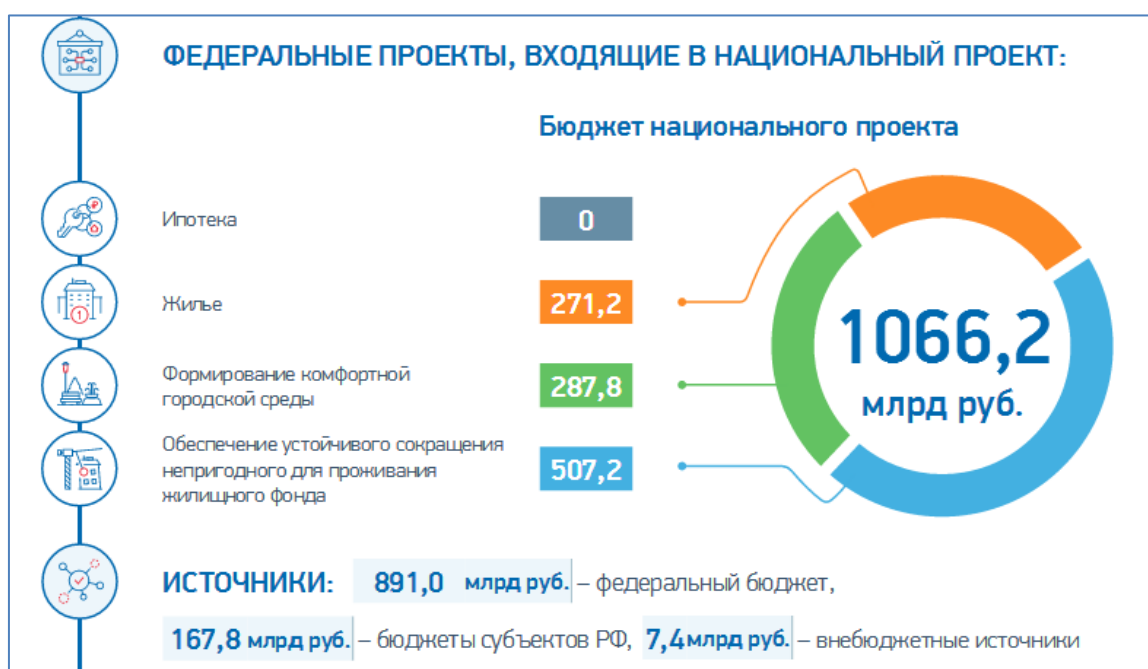 ФЕДЕРАЛЬНЫЕ ПРОЕКТЫ, ВХОДЯЩИЕ В НАЦИОНАЛЬНЫЙ ПРОЕКТ:
Бюджет национального проекта
Ипотека
0
Жилье
271,2
Формирование комфортной
городской среды
287,8
Обеспечение устойчивого сокращения
непригодного для проживания
жилищного фонда
507,2
1066,2
млрд руб.
ИСТОЧНИКИ: 891,0 млрд руб. – федеральный бюджет,
167,8 млрд руб. – бюджеты субъектов РФ, 7,4 млрд руб. – внебюджетные источники